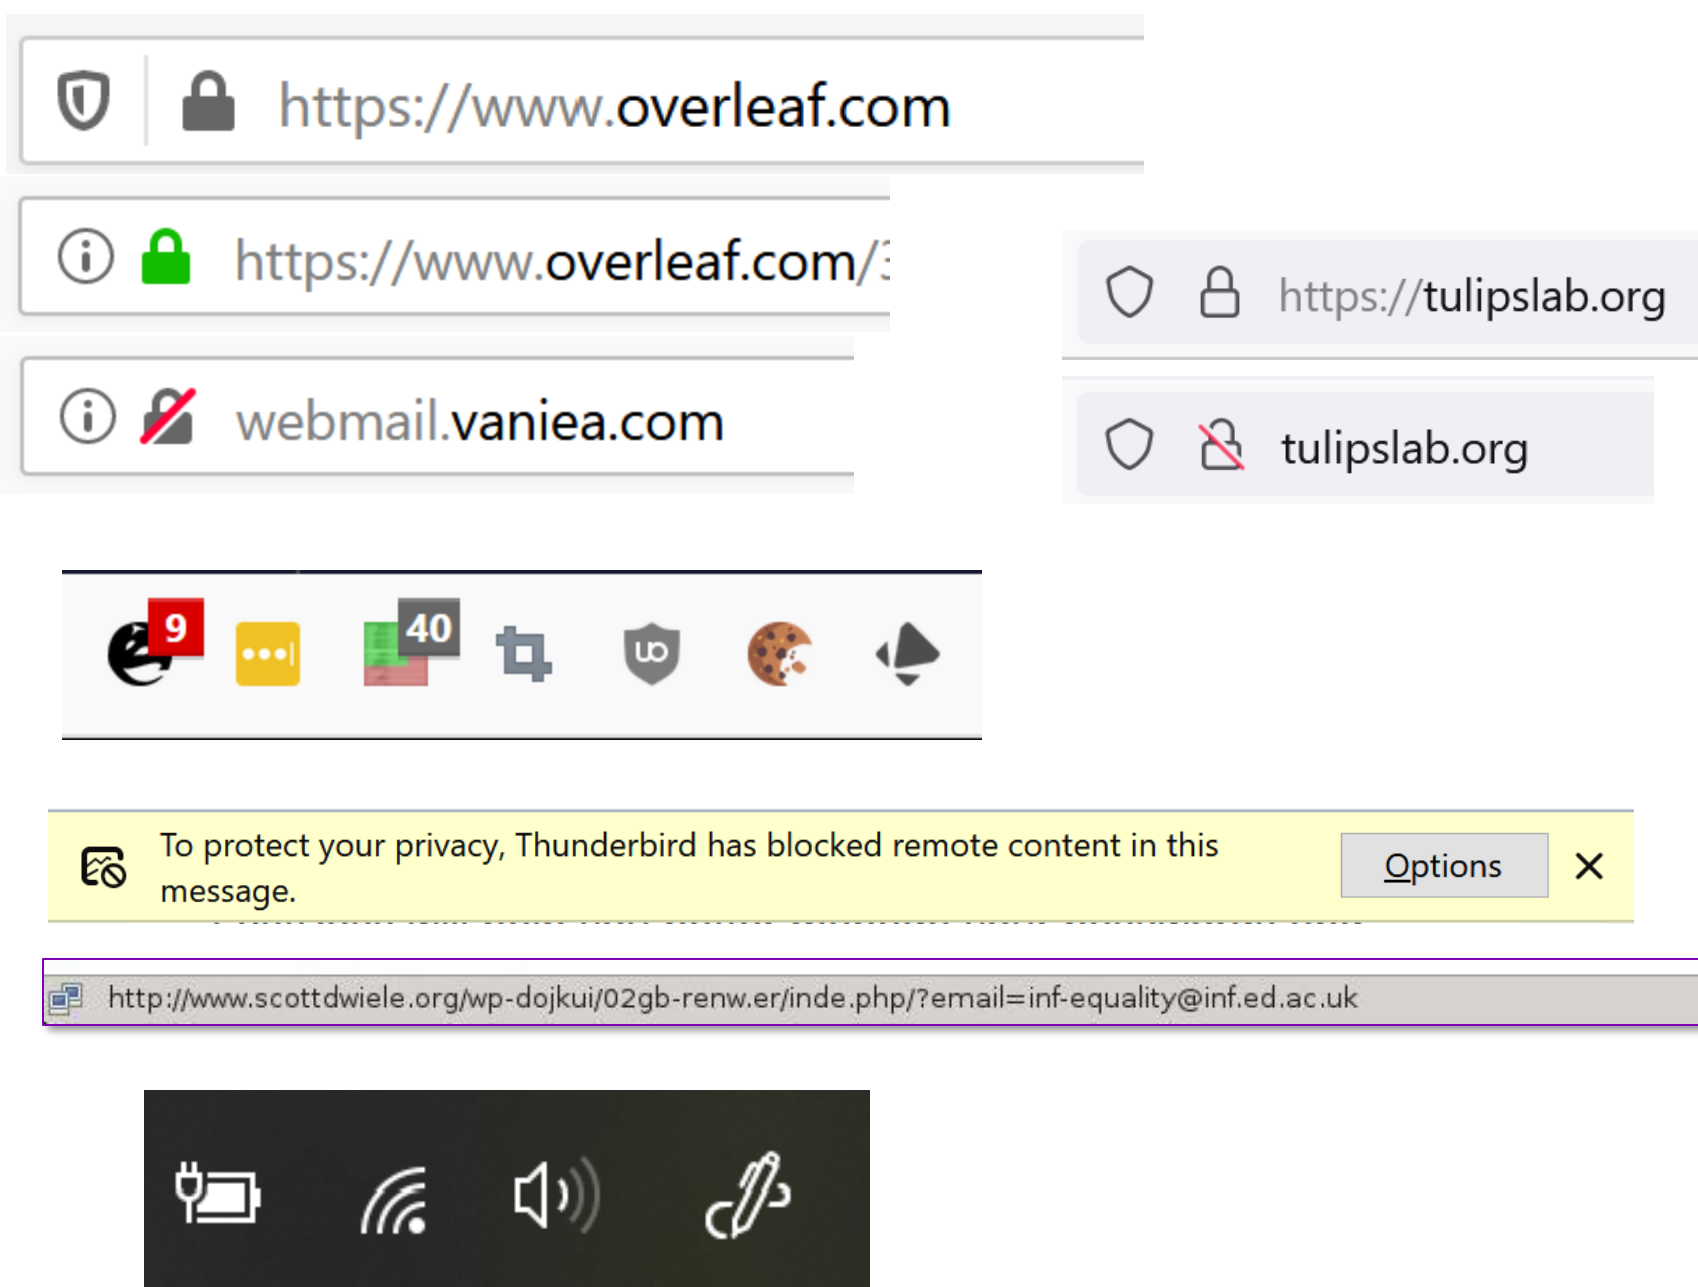 https://www.overleaf.com
https://www.overleaf.com/
webmail.vaniea.com
https://tulipslab.org
tulipslab.org
9
40
uo
To protect your privacy, Thunderbird has blocked remote content in this
message.
Options
http://www.scottdwiele.org/wp-dojkui/02gb-renw.er/inde.php/?email=inf-equality@inf.ed.ac.uk